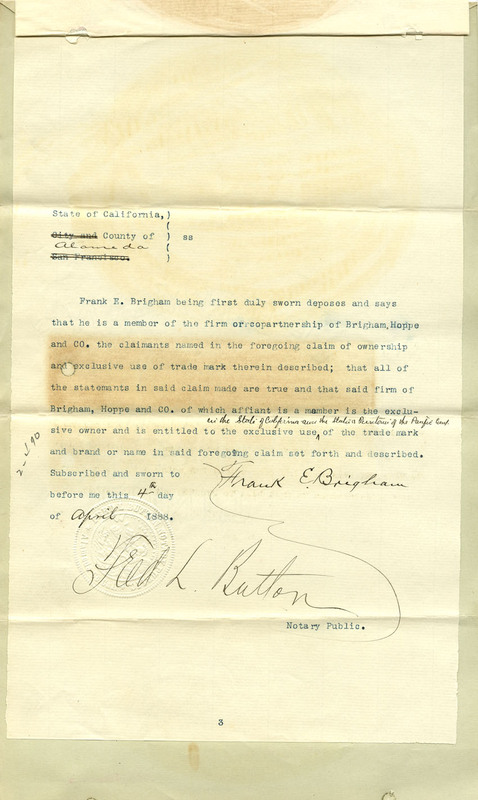 State of California,)
(
City and County of ) ss
Alameda (
San Francisco. )
Frank E. Brigham being first duly sworn deposes and says
that he is a member of the firm or copartnership of Brigham,Hoppe
and CO. the claimants named in the foregoing claim of ownership
and exclusive use of trade mark therein described; that all of
the statemants in said claim made are true and that said firm of
Brigham, Hoppe and CO. of which affiant is a member is the exclu-
in the State of California and the States & Territories of the Pacific Coast
sive owner and is entitled to the exclusive use ^ of the trade mark
and brand or name in said foregoing claim set forth and described.
Subscribed and sworn to
Frank E. Brigham
before me this 4th day
of April 1888.
Fred L. Button
Notary Public.
3